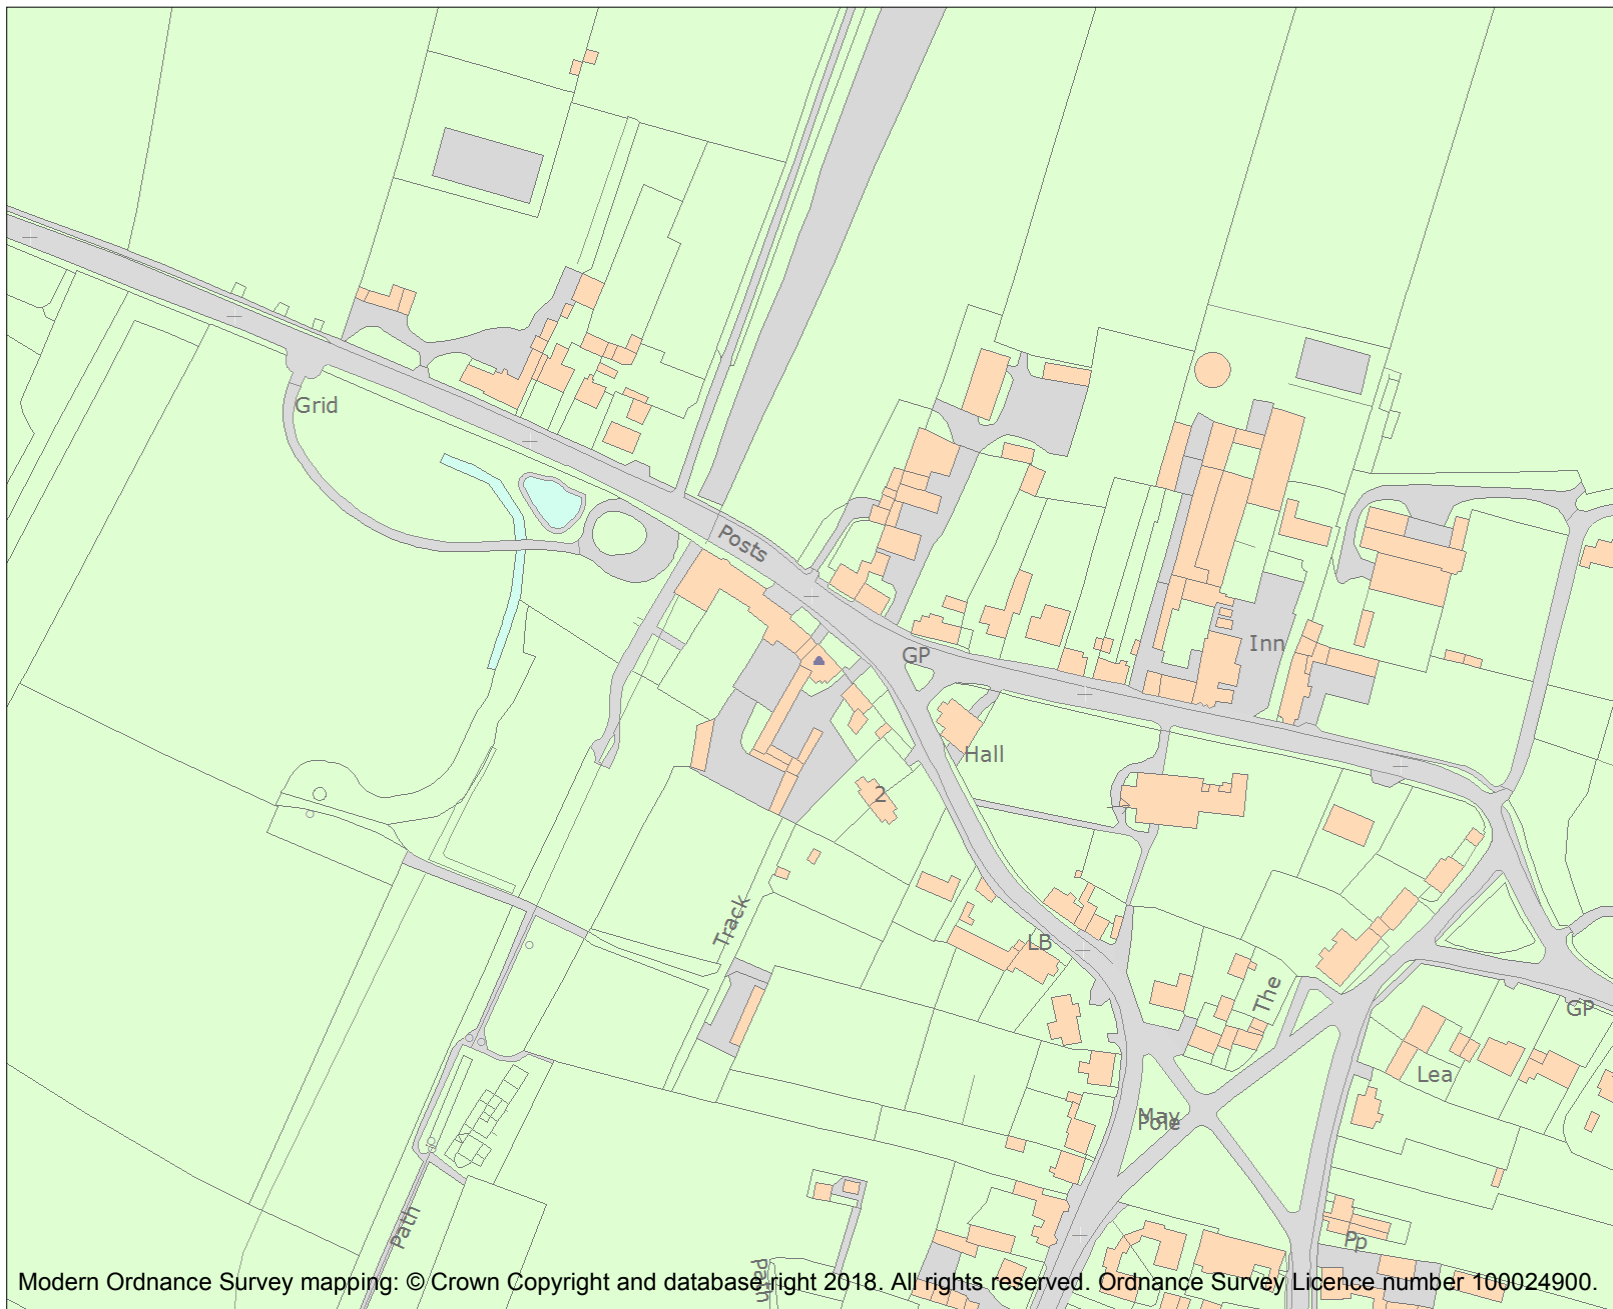 Grid
Posts
GP
Inn
Hall
2
Track
LB
The
GP
Lea
May
Pole
Path
Pp
Path
Modern Ordnance Survey mapping: © Crown Copyright and database right 2018. All rights reserved. Ordnance Survey Licence number 100024900.